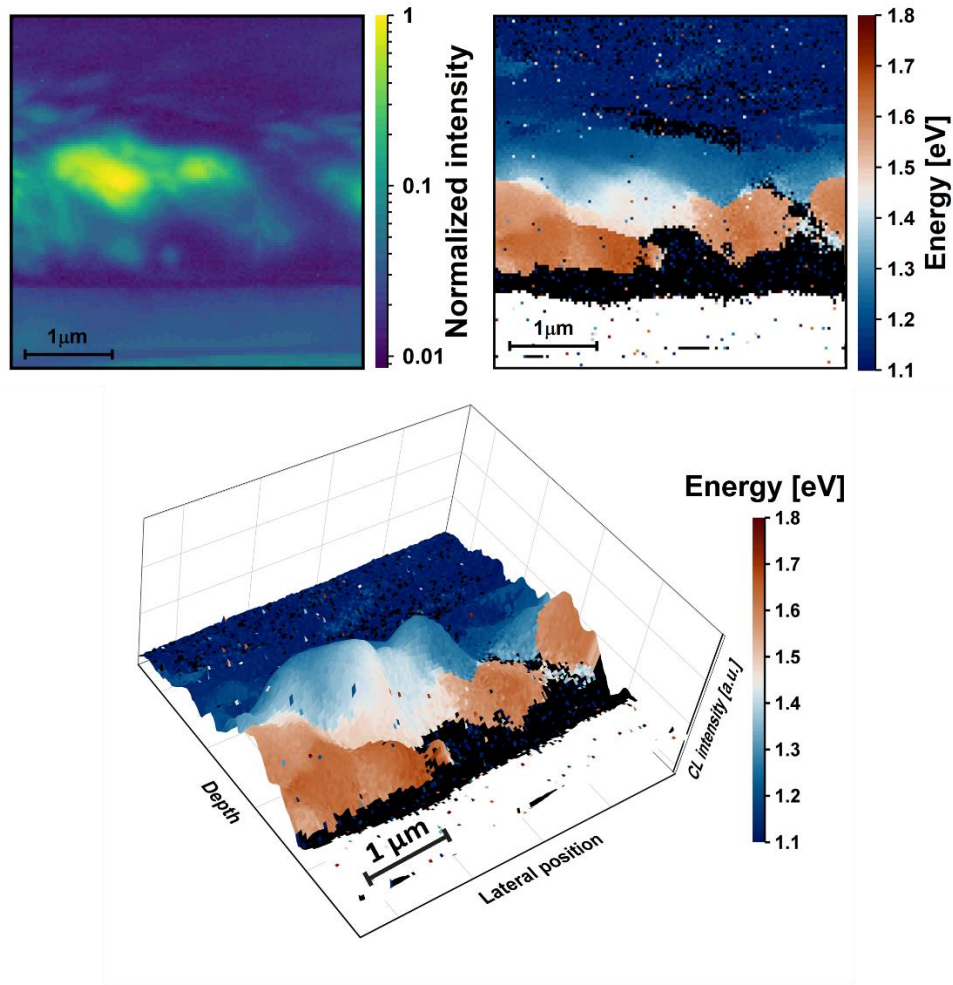 1
0.1
0.01
Normalized intensity
1μm
1.8
1.7
1.6
1.5
1.4
1.3
1.2
1.1
Energy [eV]
1μm
Energy [eV]
1.8
1.7
1.6
1.5
1.4
1.3
1.2
1.1
CL intensity [a.u.]
Depth
1 μm
Lateral position